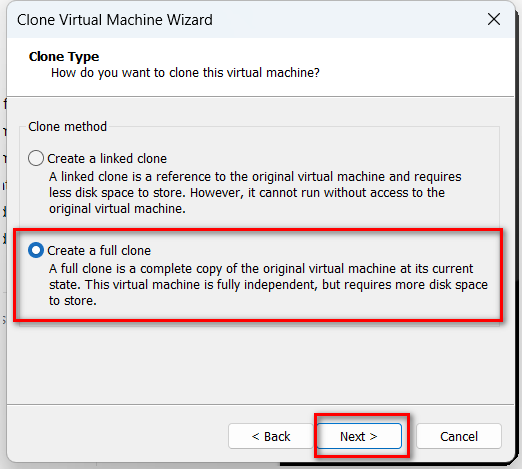 Clone Virtual Machine Wizard
Clone Type
How do you want to clone this virtual machine?
Clone method
Create a linked clone
A linked clone is a reference to the original virtual machine and requires
less disk space to store. However, it cannot run without access to the
original virtual machine.
Create a full clone
A full clone is a complete copy of the original virtual machine at its current
state. This virtual machine is fully independent, but requires more disk space
to store.
< Back
Next >
Cancel